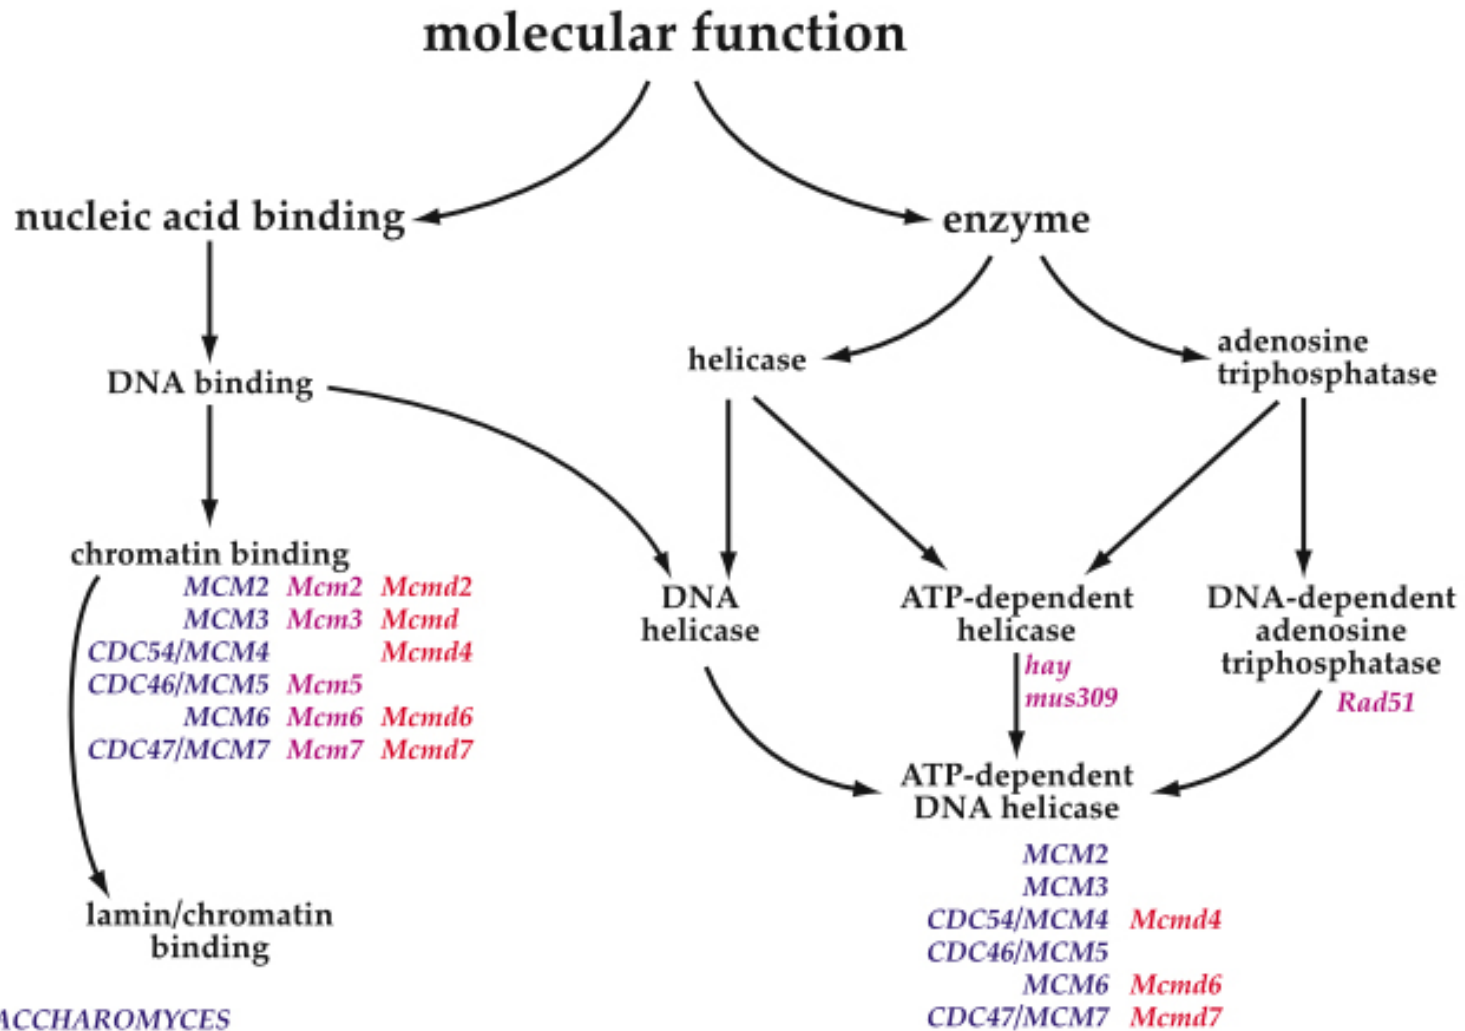 molecular function
nucleic acid binding
enzyme
helicase
adenosine
triphosphatase
DNA binding
chromatin binding
MCM2 Mcm2 Mcmd2
MCM3 Mcm3 Mcmd
CDC54/MCM4 Mcmd4
CDC46/MCM5 Mcm5
MCM6 Mcm6 Mcmd6
CDC47/MCM7 Mcm7 Mcmd7
DNA
helicase
ATP-dependent
helicase
hay
mus309
DNA-dependent
adenosine
triphosphatase
Rad51
ATP-dependent
DNA helicase
MCM2
MCM3
CDC54/MCM4 Mcmd4
CDC46/MCM5
MCM6 Mcmd6
CDC47/MCM7 Mcmd7
lamin/chromatin
binding
ACCHAROMYCES